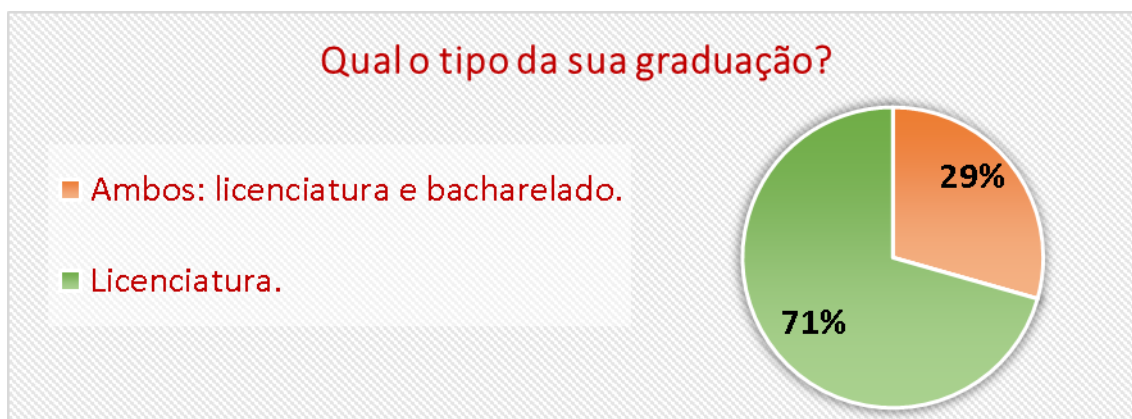 Qual o tipo da sua graduação?
Ambos: licenciatura e bacharelado.
29%
Licenciatura.
71%